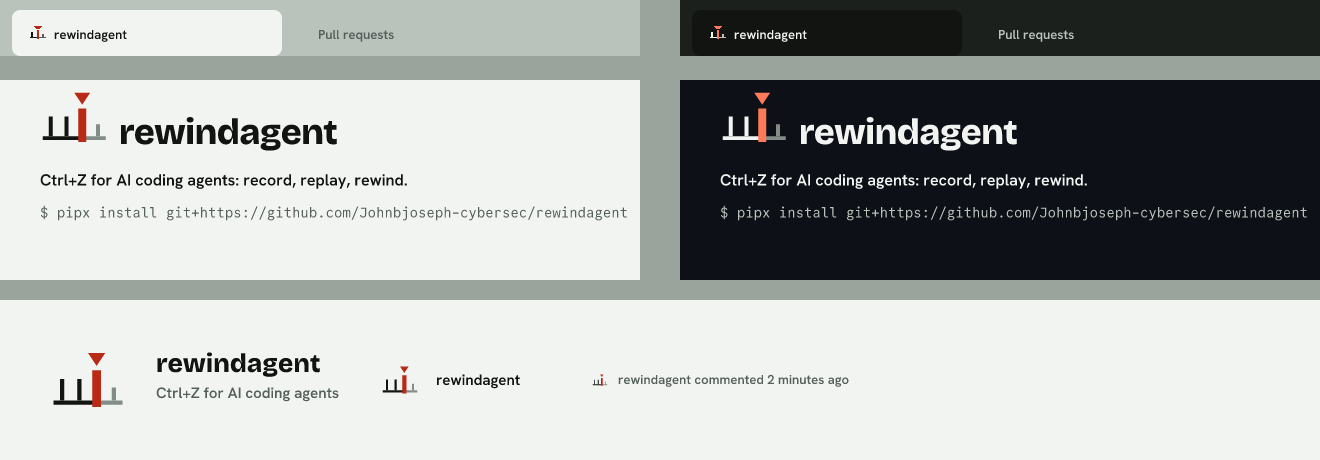 rewindagent
Pull requests
rewindagent
Pull requests
rewindagent
Ctrl+Z for AI coding agents: record, replay, rewind.
$ pipx install git+https://github.com/Johnbjoseph-cybersec/rewindagent
rewindagent
Ctrl+Z for AI coding agents: record, replay, rewind.
$ pipx install git+https://github.com/Johnbjoseph-cybersec/rewindagent
rewindagent
Ctrl+Z for AI coding agents
rewindagent
rewindagent commented 2 minutes ago